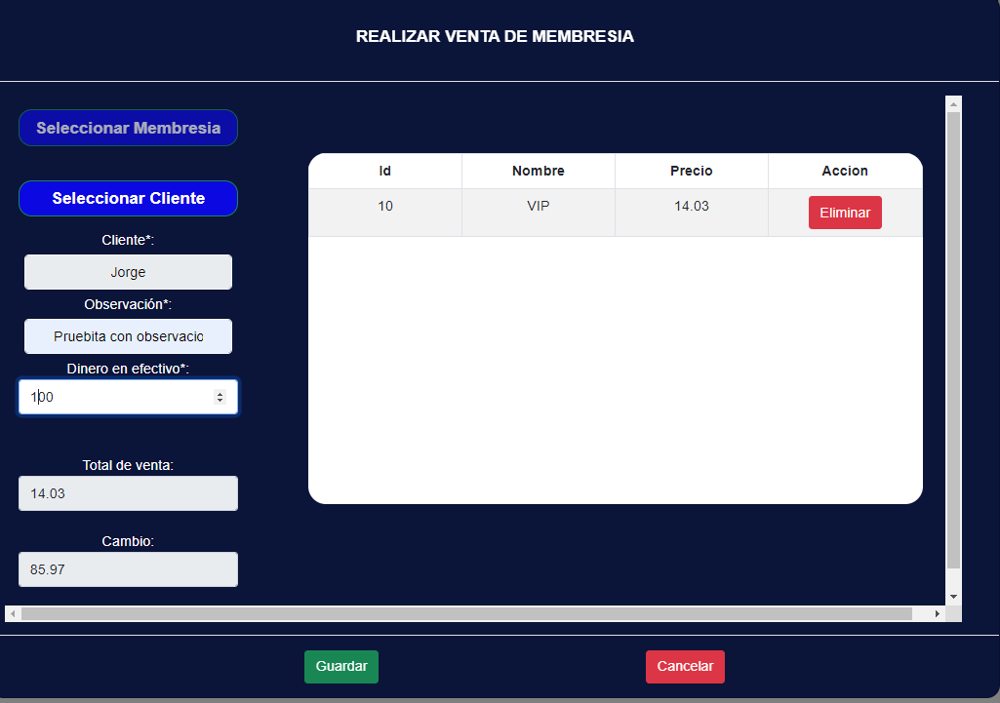 REALIZAR VENTA DE MEMBRESIA
Seleccionar Membresia
Seleccionar Cliente
Cliente*:
Jorge
Observación*:
Pruebita con observacio
Dinero en efectivo*:
100
Total de venta:
14.03
Cambio:
85.97
Id Nombre Precio Accion
10 VIP 14.03 Eliminar
Guardar Cancelar